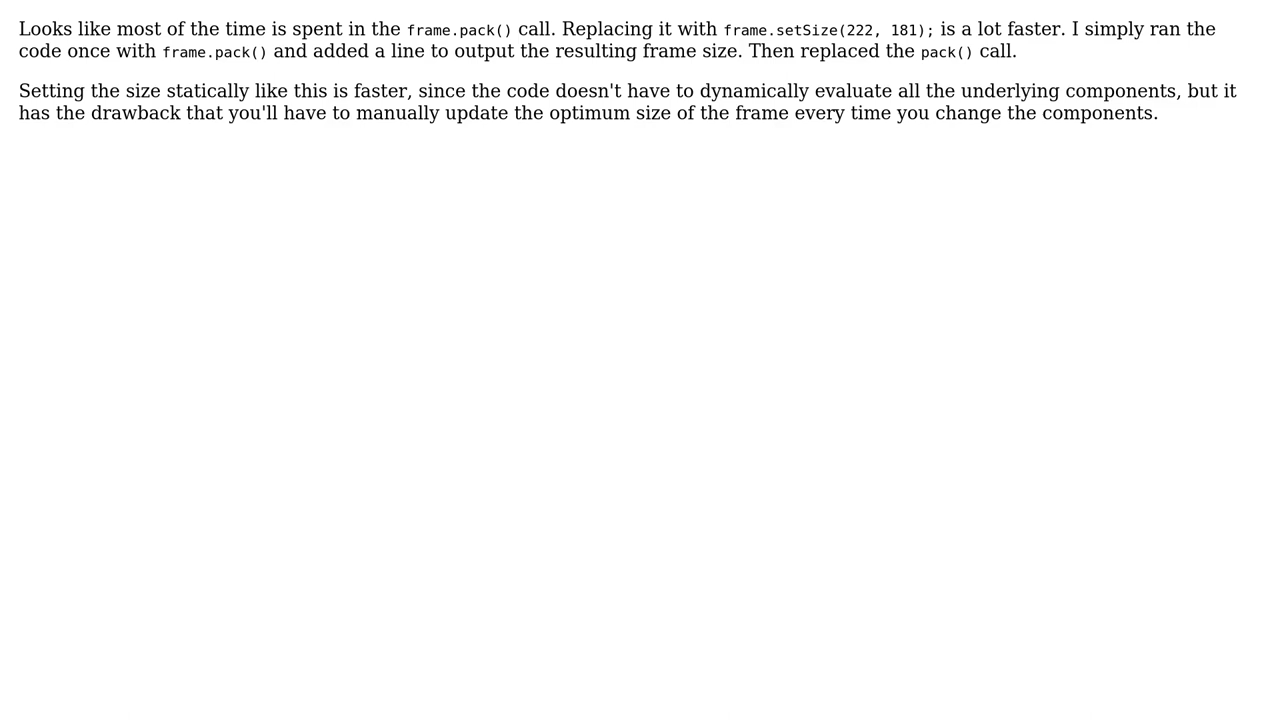 Looks like most of the time is spent in the frame.pack() call. Replacing it with frame.setSize(222, 181); is a lot faster. I simply ran the
code once with frame.pack() and added a line to output the resulting frame size. Then replaced the pack() call.
Setting the size statically like this is faster, since the code doesn't have to dynamically evaluate all the underlying components, but it
has the drawback that you'll have to manually update the optimum size of the frame every time you change the components.